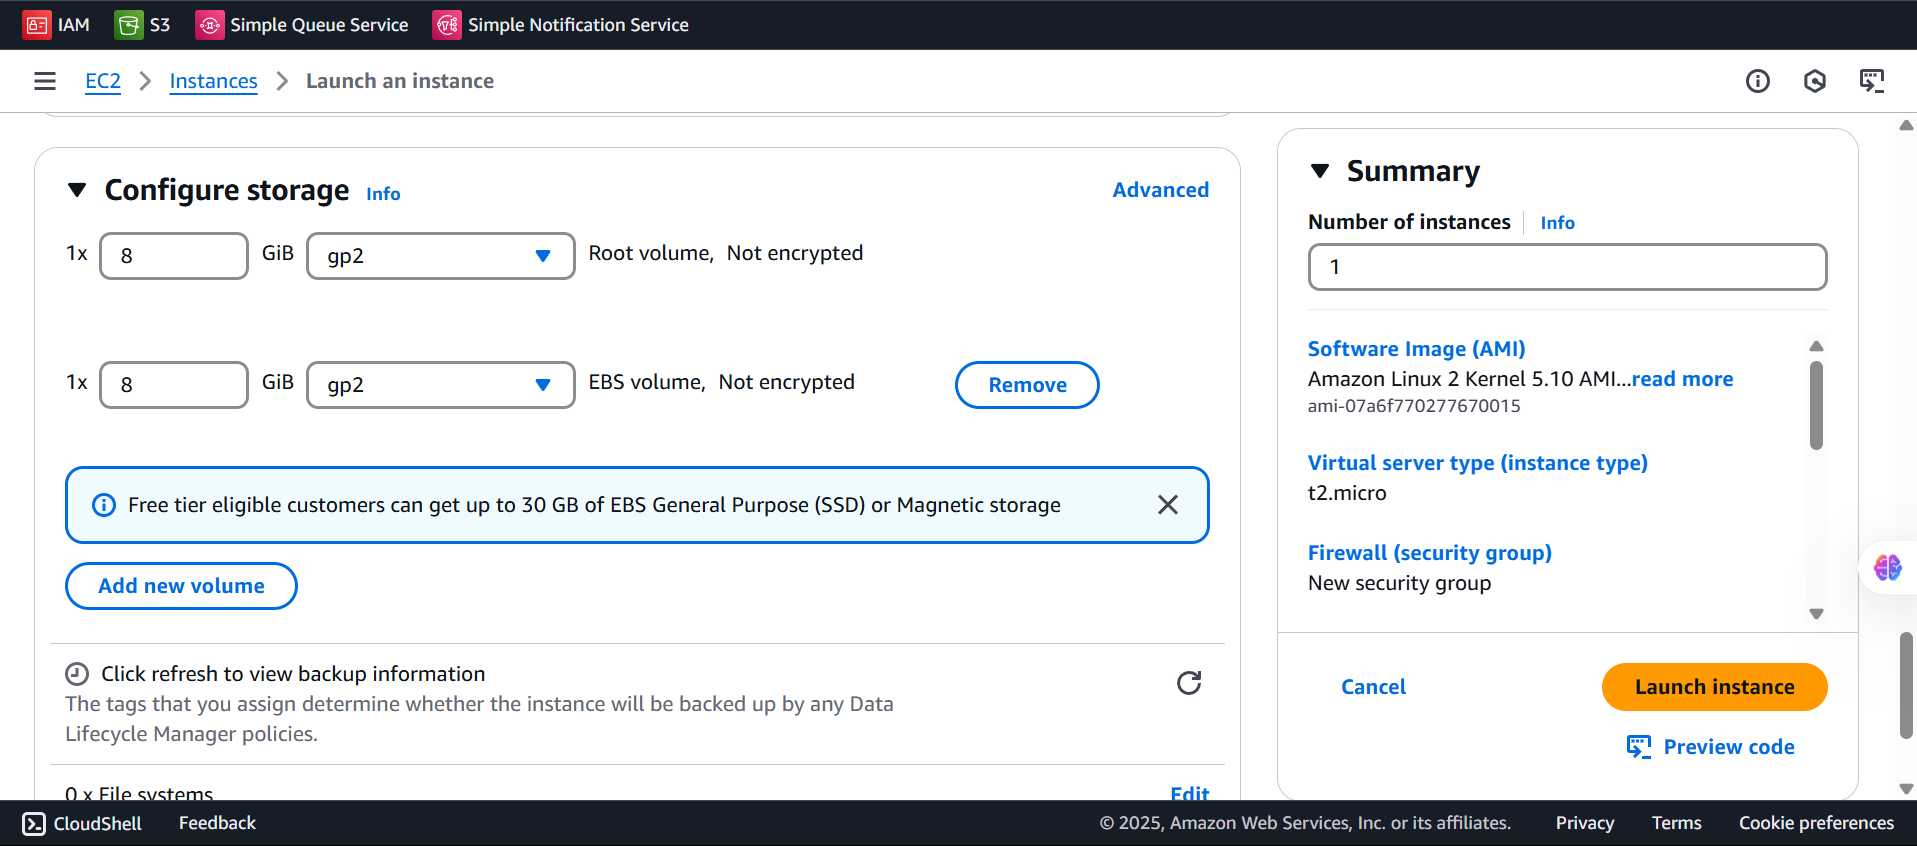 IAM S3 Simple Queue Service Simple Notification Service
EC2 Instances Launch an instance
Configure storage Info Advanced
1x 8 GiB gp2 Root volume, Not encrypted
1x 8 GiB gp2 EBS volume, Not encrypted Remove
Free tier eligible customers can get up to 30 GB of EBS General Purpose (SSD) or Magnetic storage
Add new volume
Click refresh to view backup information
The tags that you assign determine whether the instance will be backed up by any Data
Lifecycle Manager policies.
0 x File systems Edit
Summary
Number of instances Info
1
Software Image (AMI)
Amazon Linux 2 Kernel 5.10 AMI...read more
ami-07a6f770277670015
Virtual server type (instance type)
t2.micro
Firewall (security group)
New security group
Cancel Launch instance
Preview code
CloudShell Feedback © 2025, Amazon Web Services, Inc. or its affiliates. Privacy Terms Cookie preferences